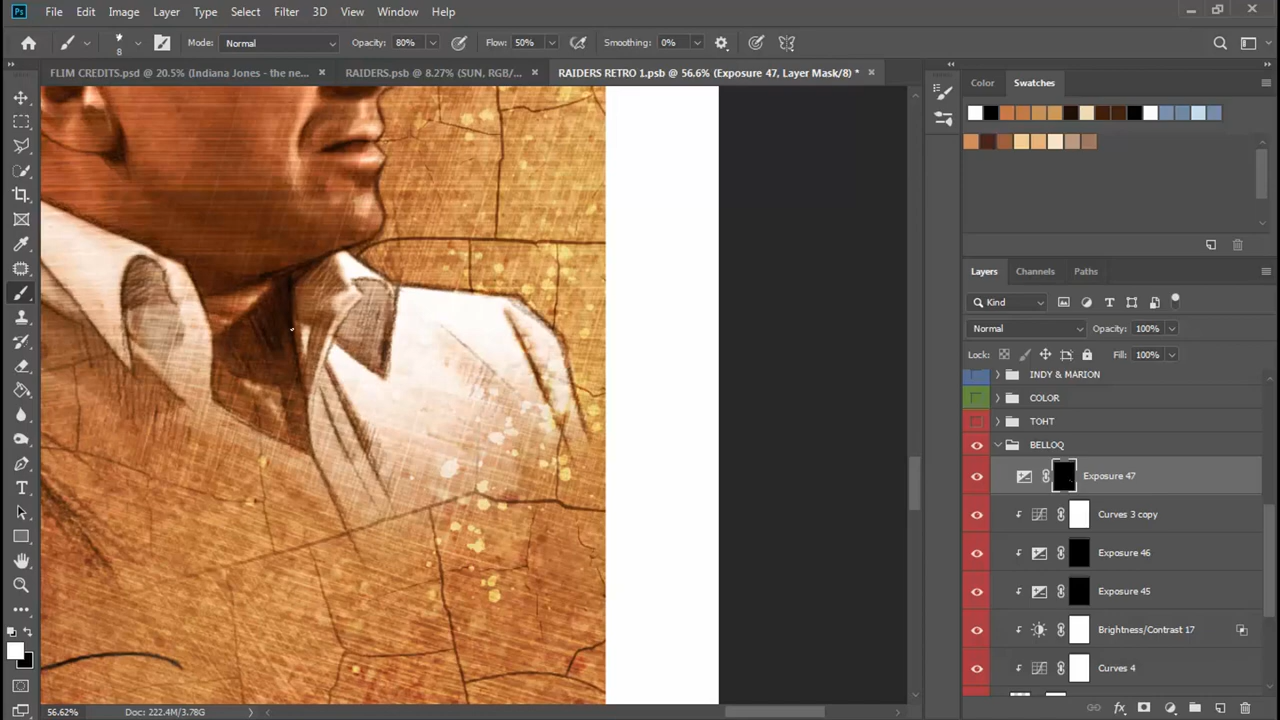 Ps File Edit Image Layer Type Select Filter 3D View Window Help
8 Mode: Normal Opacity: 80% Flow: 50% Smoothing: 0%
FLIM CREDITS.psd @ 20.5% (Indiana Jones - the ne... RAIDERS.psb @ 8.27% (SUN, RGB/... RAIDERS RETRO 1.psb @ 56.6% (Exposure 47, Layer Mask/8) *
Color Swatches
Layers Channels Paths
Kind
Normal Opacity: 100%
Lock: Fill: 100%
INDY & MARION
COLOR
TOHT
BELLOQ
Exposure 47
Curves 3 copy
Exposure 46
Exposure 45
Brightness/Contrast 17
Curves 4
56.62% Doc: 222.4M/3.78G
fx